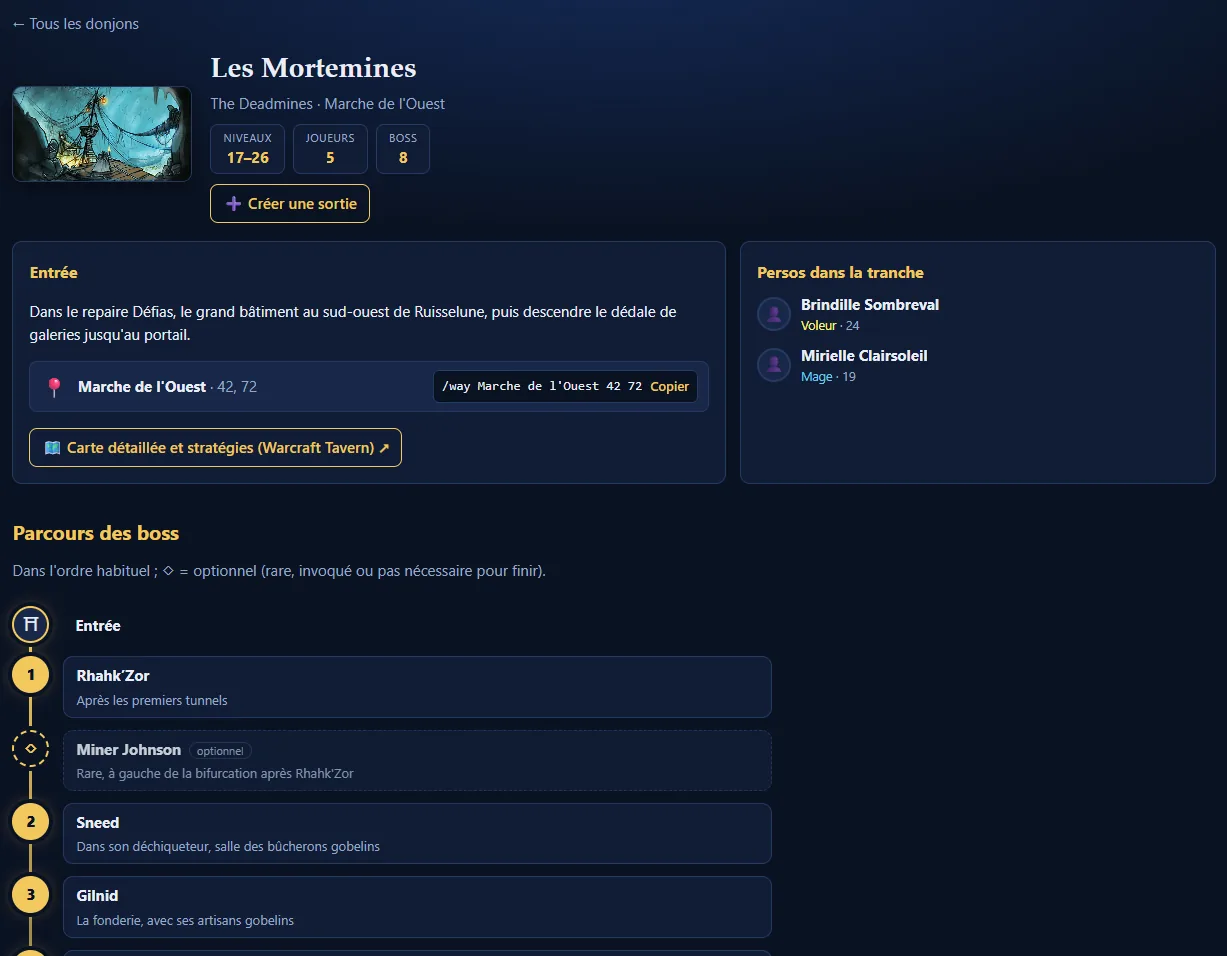 ← Tous les donjons
Les Mortemines
The Deadmines · Marche de l'Ouest
NIVEAUX
17–26
JOUEURS
5
BOSS
8
➕ Créer une sortie
Entrée
Dans le repaire Défias, le grand bâtiment au sud-ouest de Ruisselune, puis descendre le dédale de
galeries jusqu'au portail.
📍 Marche de l'Ouest · 42, 72
/way Marche de l'Ouest 42 72 Copier
🗺️ Carte détaillée et stratégies (Warcraft Tavern) ↗
Persos dans la tranche
Brindille Sombreval
Voleur · 24
Mirielle Clairsoleil
Mage · 19
Parcours des boss
Dans l'ordre habituel ; ◇ = optionnel (rare, invoqué ou pas nécessaire pour finir).
Entrée
1
Rhahk'Zor
Après les premiers tunnels
◇
Miner Johnson optionnel
Rare, à gauche de la bifurcation après Rhahk'Zor
2
Sneed
Dans son déchiqueteur, salle des bûcherons gobelins
3
Gilnid
La fonderie, avec ses artisans gobelins